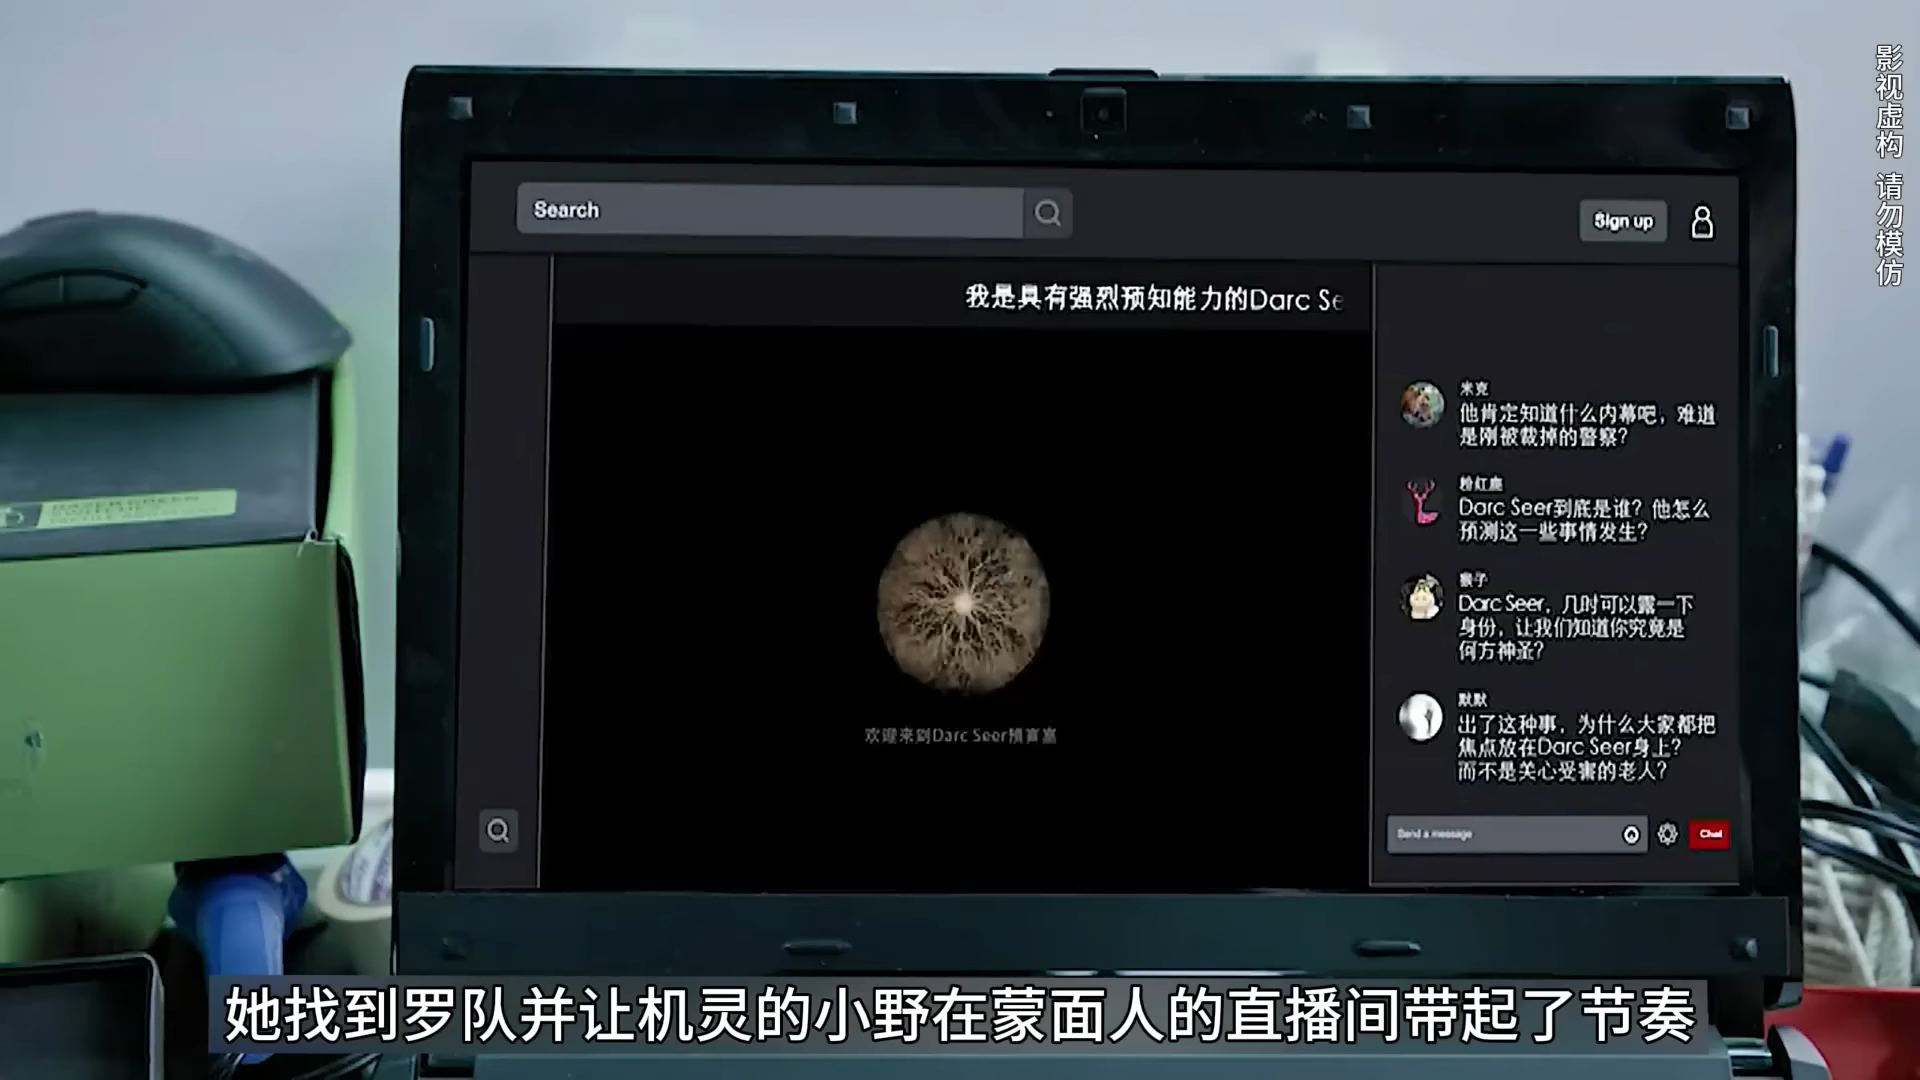 影视虚构 请勿模仿
Search
Sign up
我是具有强烈预知能力的Darc Se
米克
他肯定知道什么内幕吧，难道
是刚被裁掉的警察？
粉红鹿
Darc Seer到底是谁？他怎么
预测这一些事情发生？
猴子
Darc Seer，几时可以露一下
身份，让我们知道你究竟是
何方神圣？
默默
出了这种事，为什么大家都把
焦点放在Darc Seer身上？
而不是关心受害的老人？
欢迎来到Darc Seer预言室
Send a message
Chat
她找到罗队并让机灵的小野在蒙面人的直播间带起了节奏